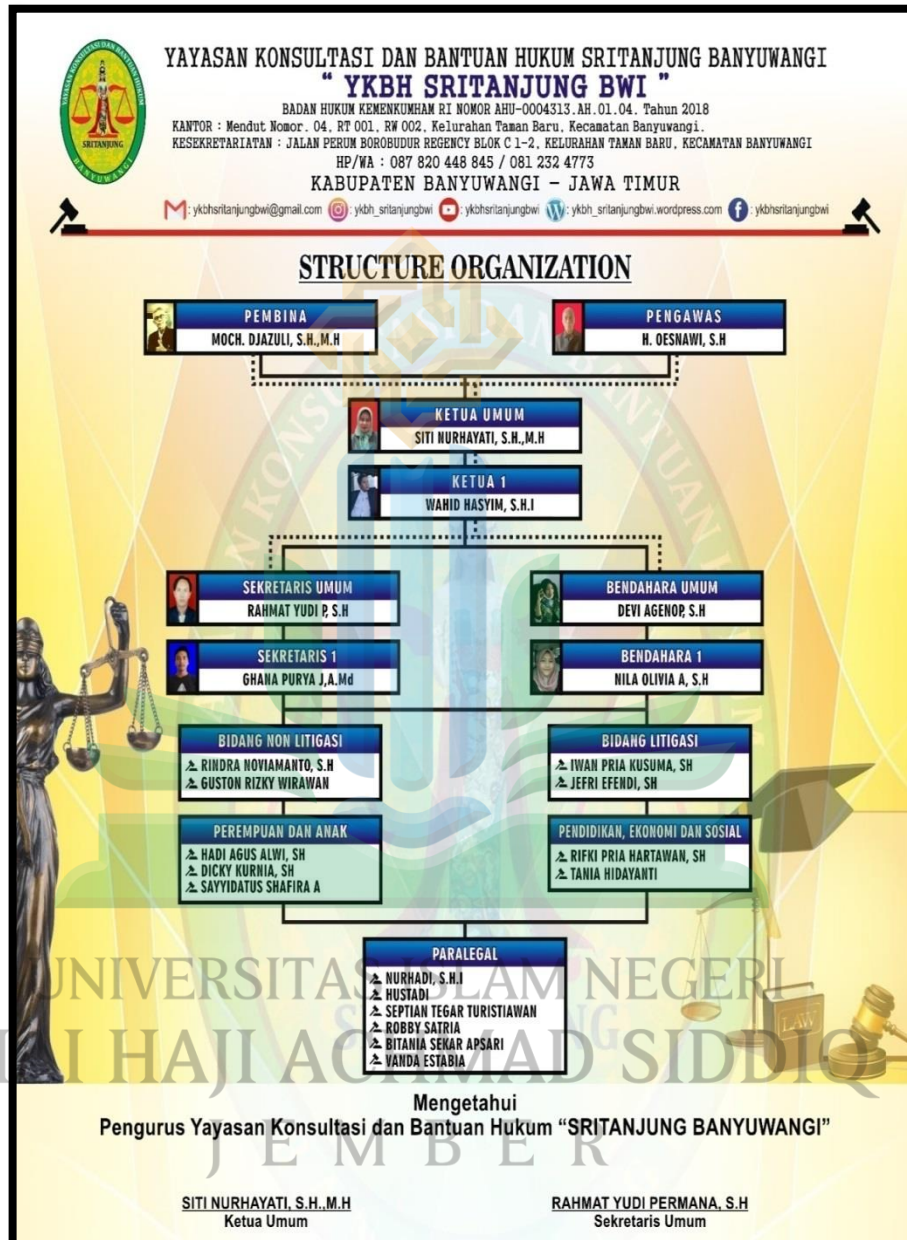 YAYASAN KONSULTASI DAN BANTUAN HUKUM
SRITANJUNG
BANYUWANGI
YAYASAN KONSULTASI DAN BANTUAN HUKUM SRITANJUNG BANYUWANGI
“ YKBH SRITANJUNG BWI ”
BADAN HUKUM KEMENKUMHAM RI NOMOR AHU-0004313.AH.01.04. Tahun 2018
KANTOR : Mendut Nomor. 04, RT 001, RW 002, Kelurahan Taman Baru, Kecamatan Banyuwangi.
KESEKRETARIATAN : JALAN PERUM BOROBUDUR REGENCY BLOK C 1-2, KELURAHAN TAMAN BARU, KECAMATAN BANYUWANGI
HP/WA : 087 820 448 845 / 081 232 4773
KABUPATEN BANYUWANGI - JAWA TIMUR
: ykbhsritanjungbwi@gmail.com : ykbh_sritanjungbwi : ykbhsritanjungbwi : ykbh_sritanjungbwi.wordpress.com : ykbhsritanjungbwi
STRUCTURE ORGANIZATION
PEMBINA
MOCH. DJAZULI, S.H.,M.H
PENGAWAS
H. OESNAWI, S.H
KETUA UMUM
SITI NURHAYATI, S.H.,M.H
KETUA 1
WAHID HASYIM, S.H.I
SEKRETARIS UMUM
RAHMAT YUDI P, S.H
BENDAHARA UMUM
DEVI AGENOP, S.H
SEKRETARIS 1
GHANA PURYA J,A.Md
BENDAHARA 1
NILA OLIVIA A, S.H
BIDANG NON LITIGASI
RINDRA NOVIAMANTO, S.H
GUSTON RIZKY WIRAWAN
BIDANG LITIGASI
IWAN PRIA KUSUMA, SH
JEFRI EFENDI, SH
PEREMPUAN DAN ANAK
HADI AGUS ALWI, SH
DICKY KURNIA, SH
SAYYIDATUS SHAFIRA A
PENDIDIKAN, EKONOMI DAN SOSIAL
RIFKI PRIA HARTAWAN, SH
TANIA HIDAYANTI
PARALEGAL
NURHADI, S.H.I
HUSTADI
SEPTIAN TEGAR TURISTIAWAN
ROBBY SATRIA
BITANIA SEKAR APSARI
VANDA ESTABIA
LAW
UNIVERSITAS ISLAM NEGERI
HAJI ACHMAD SIDDIQ
JEMBER
Mengetahui
Pengurus Yayasan Konsultasi dan Bantuan Hukum “SRITANJUNG BANYUWANGI”
SITI NURHAYATI, S.H.,M.H
Ketua Umum
RAHMAT YUDI PERMANA, S.H
Sekretaris Umum